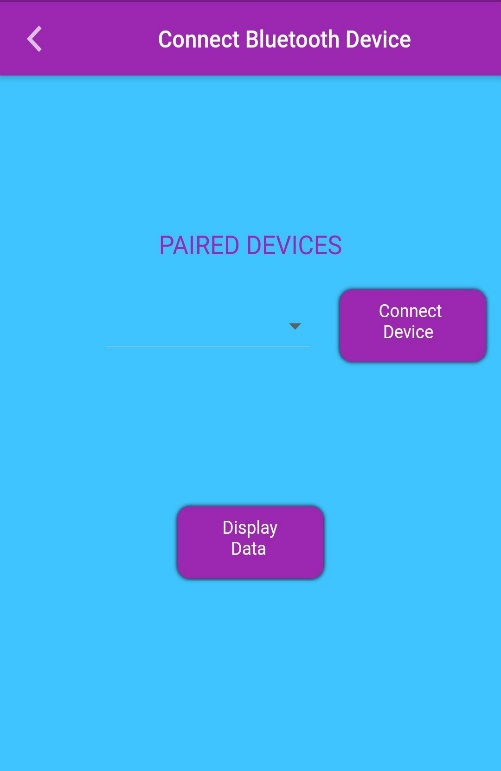 Connect Bluetooth Device
PAIRED DEVICES
Connect
Device
Display
Data